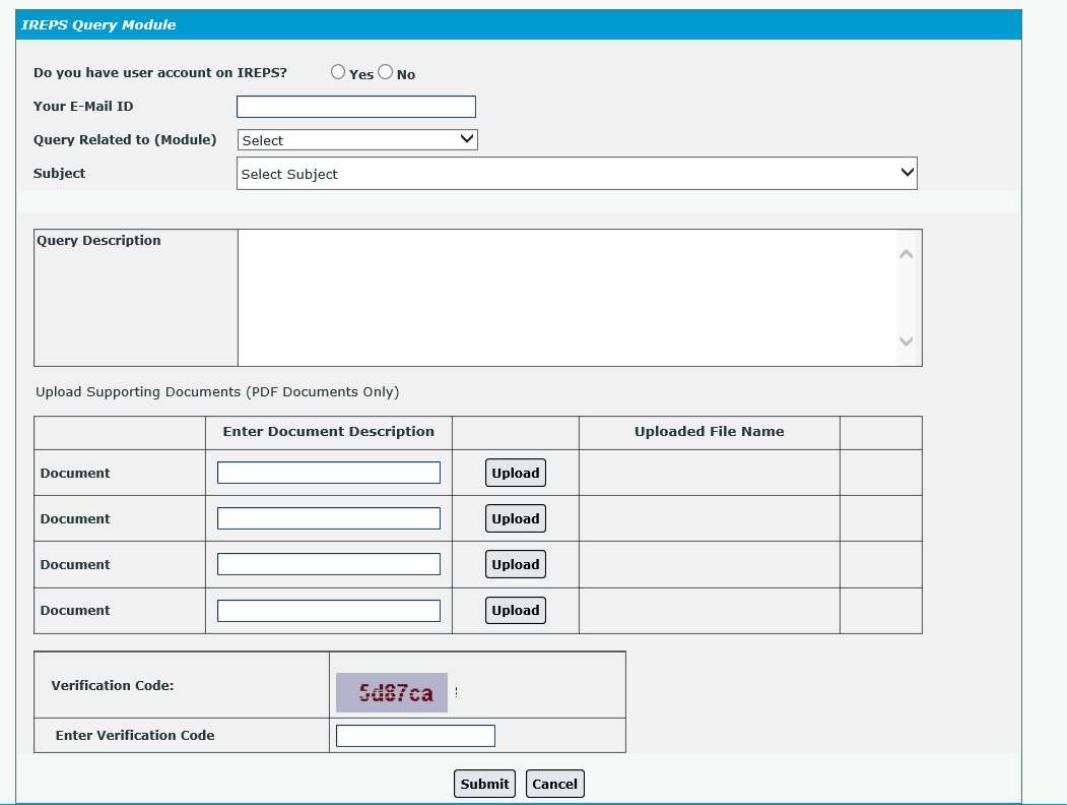 IREPS Query Module
Do you have user account on IREPS? Yes No
Your E-Mail ID
Query Related to (Module) Select
Subject Select Subject
Query Description
Upload Supporting Documents (PDF Documents Only)
Enter Document Description Uploaded File Name
Document Upload
Document Upload
Document Upload
Document Upload
Verification Code: 5d87ca
Enter Verification Code
Submit Cancel